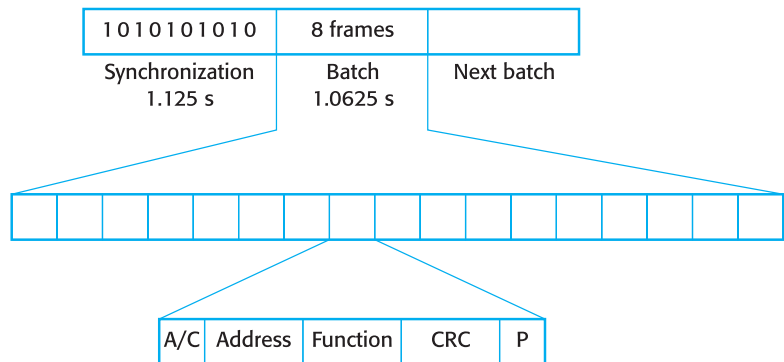 1010101010 8 frames
Synchronization Batch Next batch
1.125 s 1.0625 s
A/C Address Function CRC P